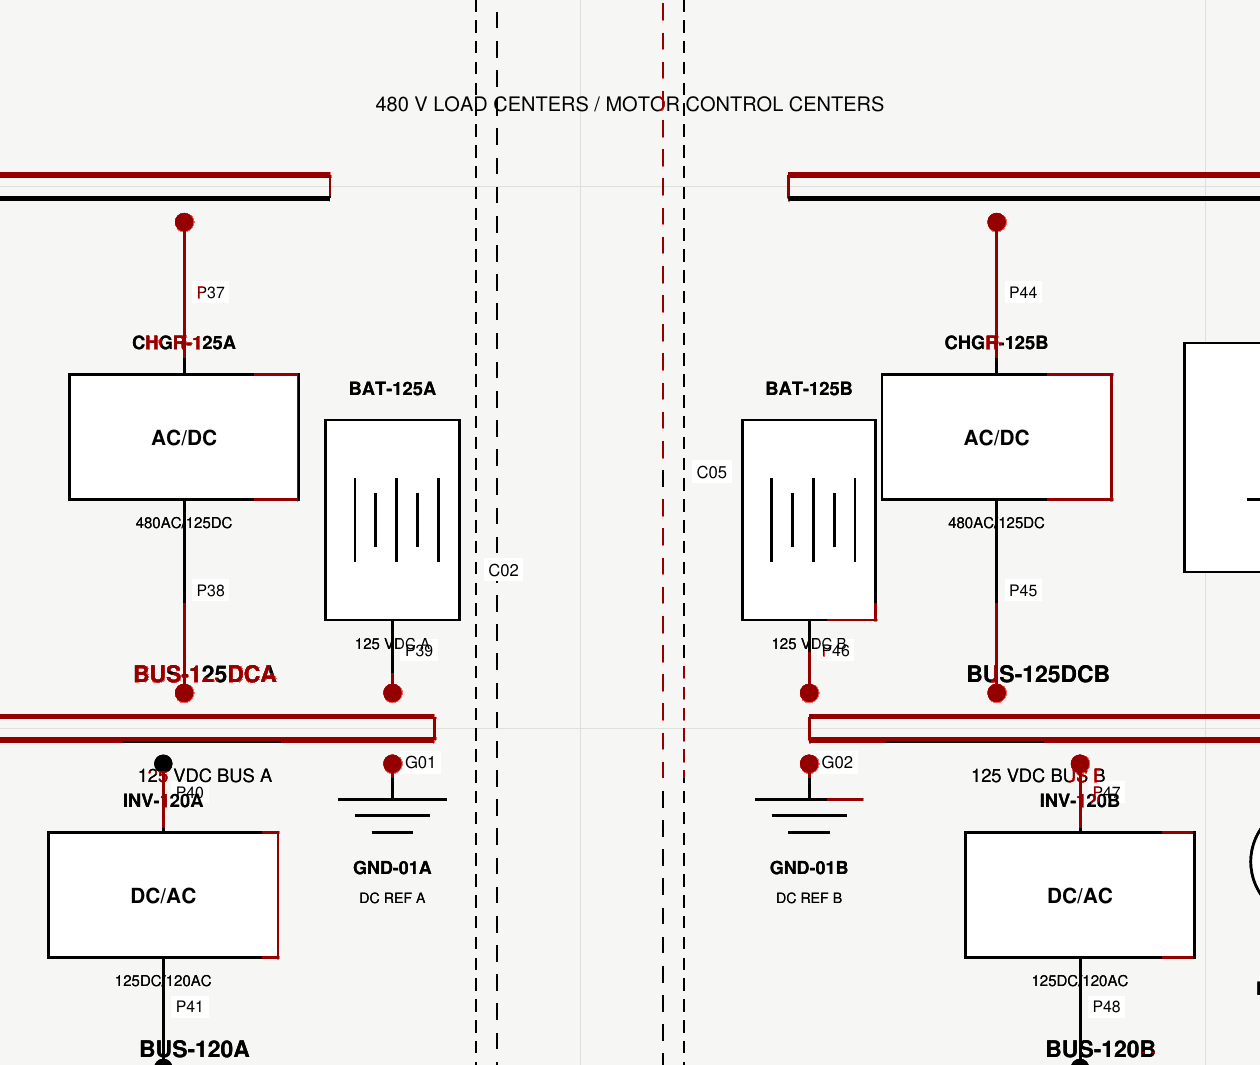 480 V LOAD CENTERS / MOTOR CONTROL CENTERS
P37
P44
CHGR-125A
CHGR-125B
BAT-125A
BAT-125B
AC/DC
AC/DC
C05
480AC/125DC
480AC/125DC
C02
P38
P45
125 VDC A
P39
125 VDC B
P46
BUS-125DCA
BUS-125DCB
G01
G02
125 VDC BUS A
125 VDC BUS B
P40
P47
INV-120A
INV-120B
GND-01A
GND-01B
DC/AC
DC REF A
DC REF B
DC/AC
125DC/120AC
125DC/120AC
P41
P48
BUS-120A
BUS-120B